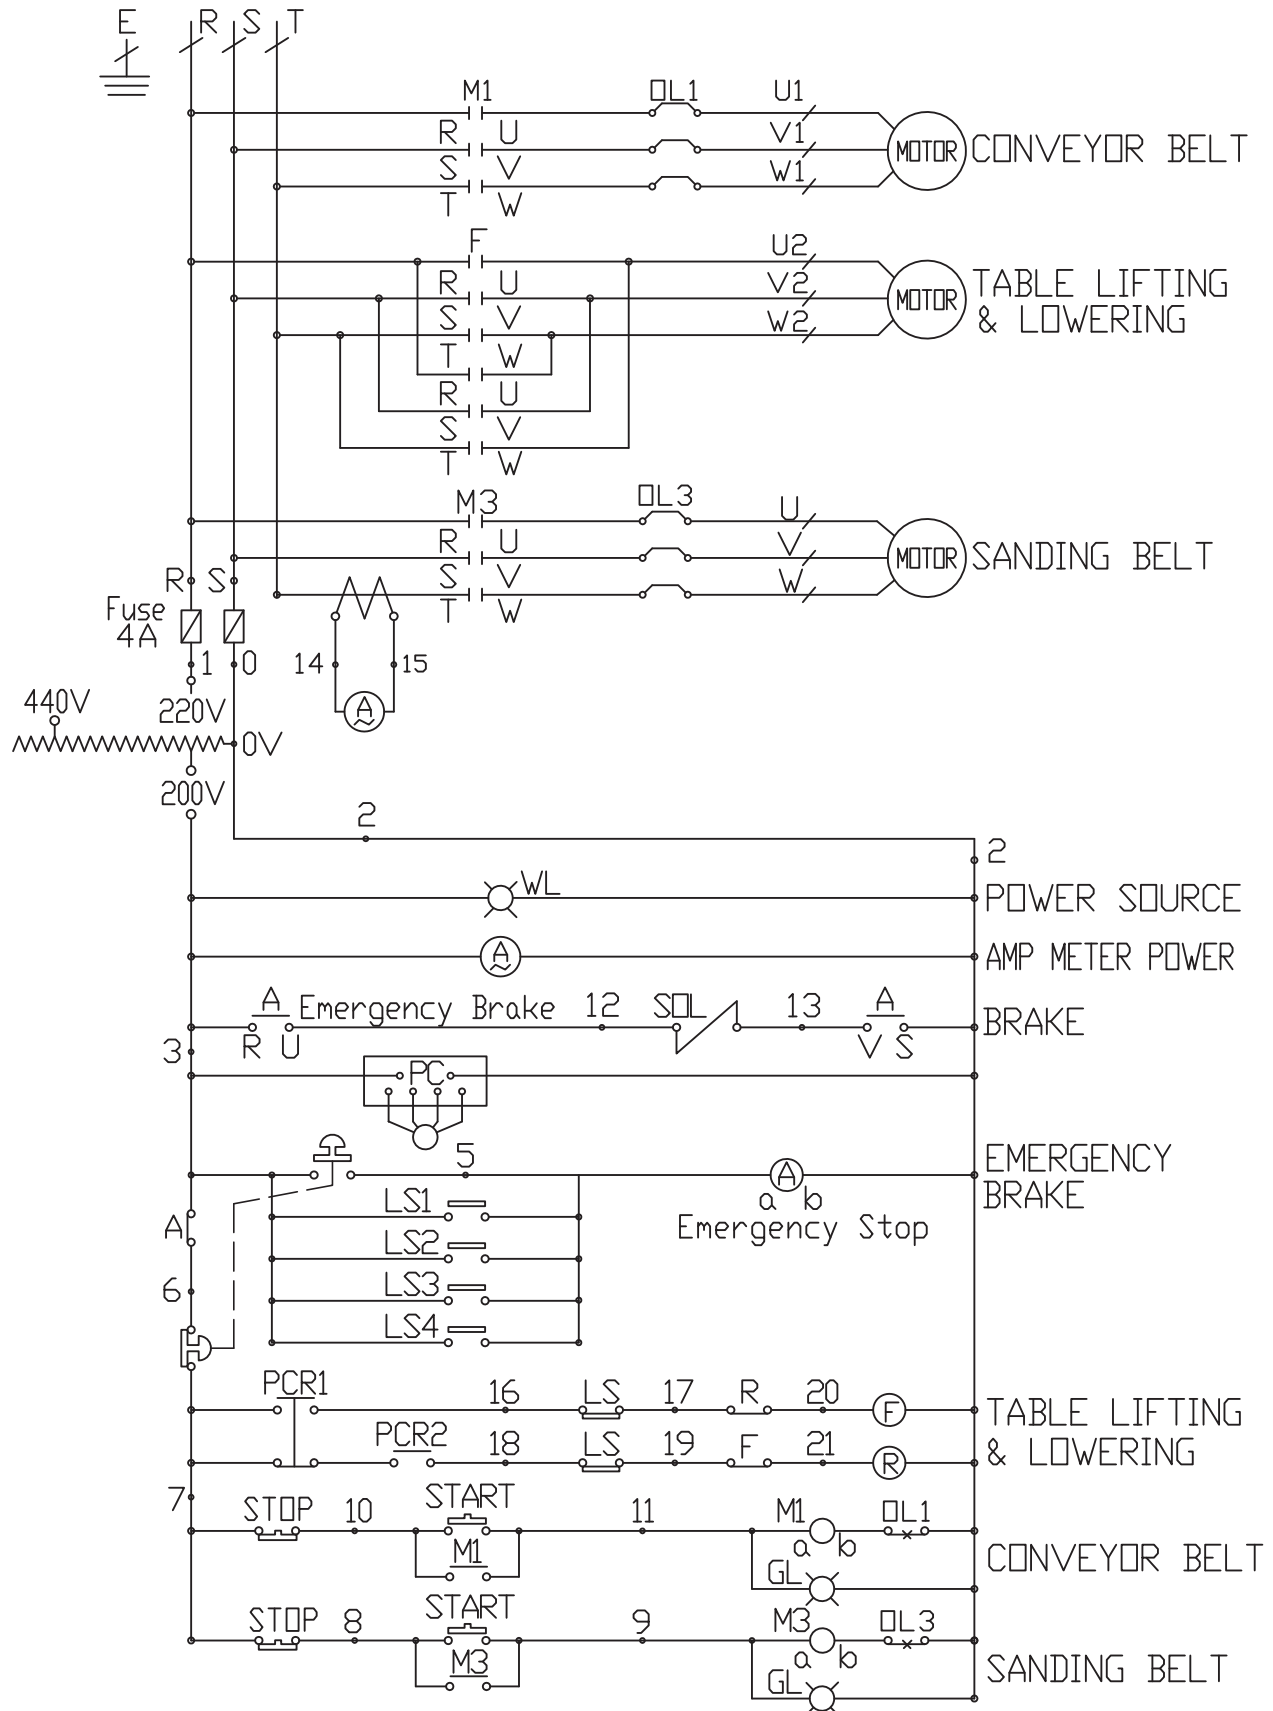 E R S T
M1 OL1 U1
R U V1
MOTOR CONVEYOR BELT
S V W1
T W
F U2
R U V2
MOTOR TABLE LIFTING
& LOWERING
S V W2
T W
R U
S V
T W
M3 OL3 U
R U V
MOTOR SANDING BELT
R S S V W
Fuse T W
4A
1 0 14 15
440V 220V A
0V
200V
2
2
WL
POWER SOURCE
A AMP METER POWER
A Emergency Brake 12 SOL 13 A
BRAKE
3 R U V S
PC
5 EMERGENCY
A BRAKE
LS1 a b
A Emergency Stop
LS2
6 LS3
LS4
PCR1 16 LS 17 R 20 F TABLE LIFTING
PCR2 18 LS 19 F 21 R & LOWERING
7
STOP 10 START 11 M1 OL1
M1 a b
GL CONVEYOR BELT
STOP 8 START 9 M3 OL3
M3 a b
GL SANDING BELT